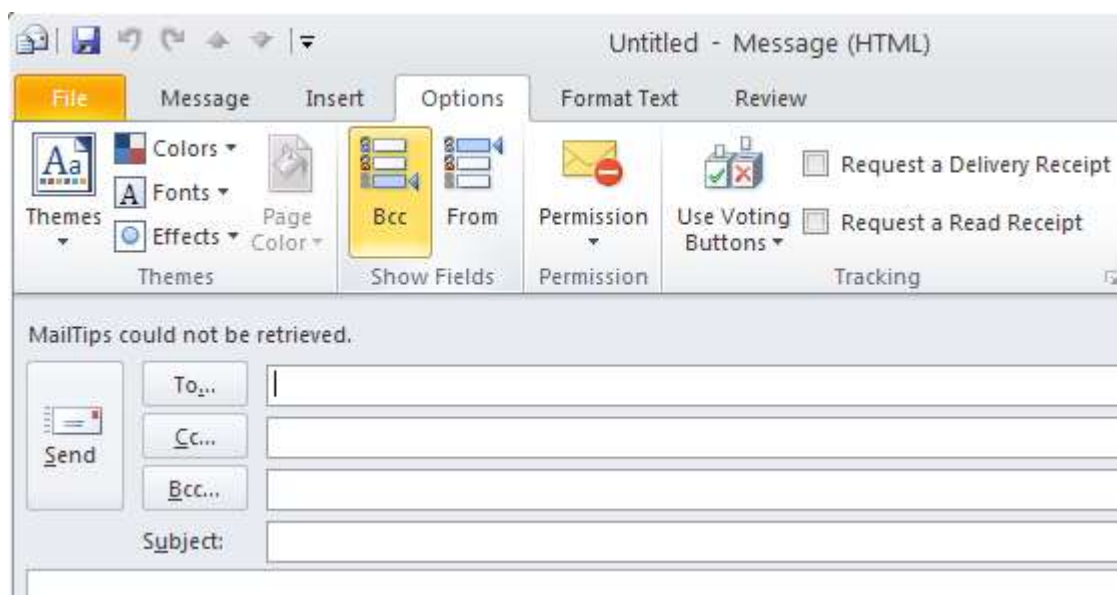 Untitled - Message (HTML)
File Message Insert Options Format Text Review
Aa Themes
Colors
A Fonts
Effects
Page Color
Themes
Bcc From
Show Fields
Permission
Permission
Use Voting Buttons
Request a Delivery Receipt
Request a Read Receipt
Tracking
MailTips could not be retrieved.
Send
To...
Cc...
Bcc...
Subject: